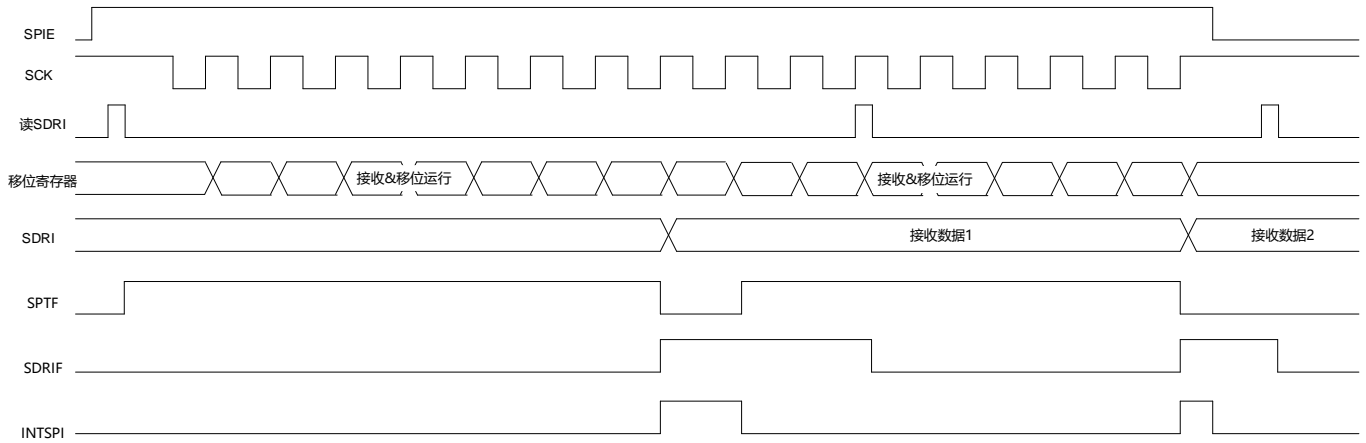 SPIE
SCK
读SDRI
移位寄存器 接收&移位运行 接收&移位运行
SDRI 接收数据1 接收数据2
SPTF
SDRIF
INTSPI